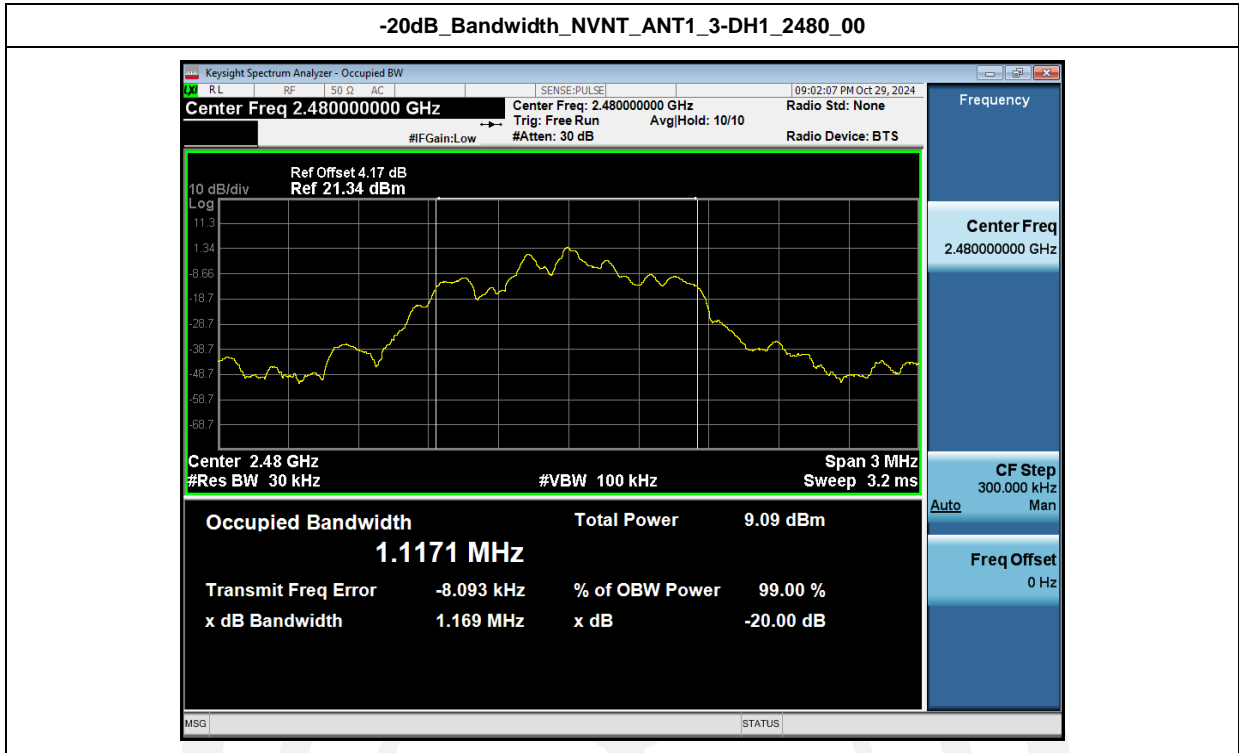 -20dB_Bandwidth_NVNT_ANT1_3-DH1_2480_00
Keysight Spectrum Analyzer - Occupied BW
LXI RL RF 50 Ω AC SENSE:PULSE 09:02:07 PM Oct 29, 2024
Center Freq 2.480000000 GHz
Center Freq: 2.480000000 GHz Radio Std: None
Trig: Free Run Avg|Hold: 10/10
#IFGain:Low #Atten: 30 dB Radio Device: BTS
Ref Offset 4.17 dB
10 dB/div Ref 21.34 dBm
Log
11.3
1.34
-8.66
-18.7
-28.7
-38.7
-48.7
-58.7
-68.7
Center 2.48 GHz Span 3 MHz
#Res BW 30 kHz #VBW 100 kHz Sweep 3.2 ms
Occupied Bandwidth Total Power 9.09 dBm
1.1171 MHz
Transmit Freq Error -8.093 kHz % of OBW Power 99.00 %
x dB Bandwidth 1.169 MHz x dB -20.00 dB
MSG STATUS
Frequency
Center Freq
2.480000000 GHz
CF Step
300.000 kHz
Auto Man
Freq Offset
0 Hz